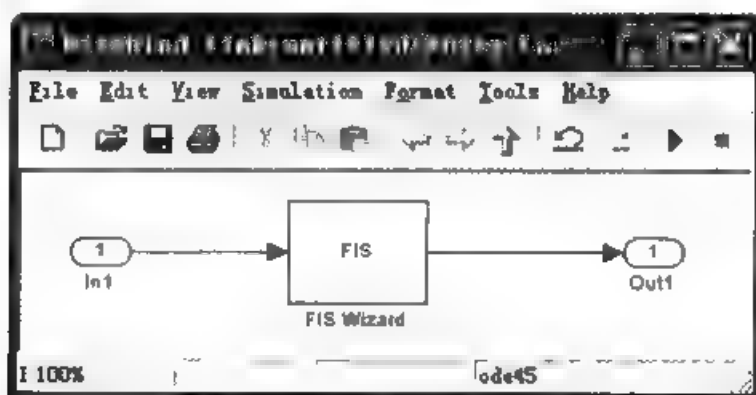 File Edit View Simulation Format Tools Help
1
In1
FIS
FIS Wizard
1
Out1
100%
ode45